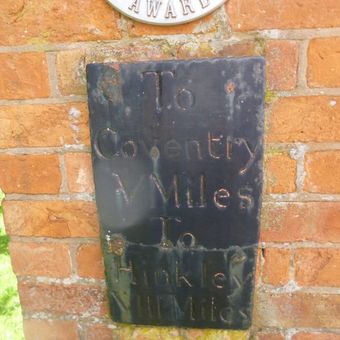 AWARD
To
Coventry
V Miles
To
Hinkley
VIII Miles